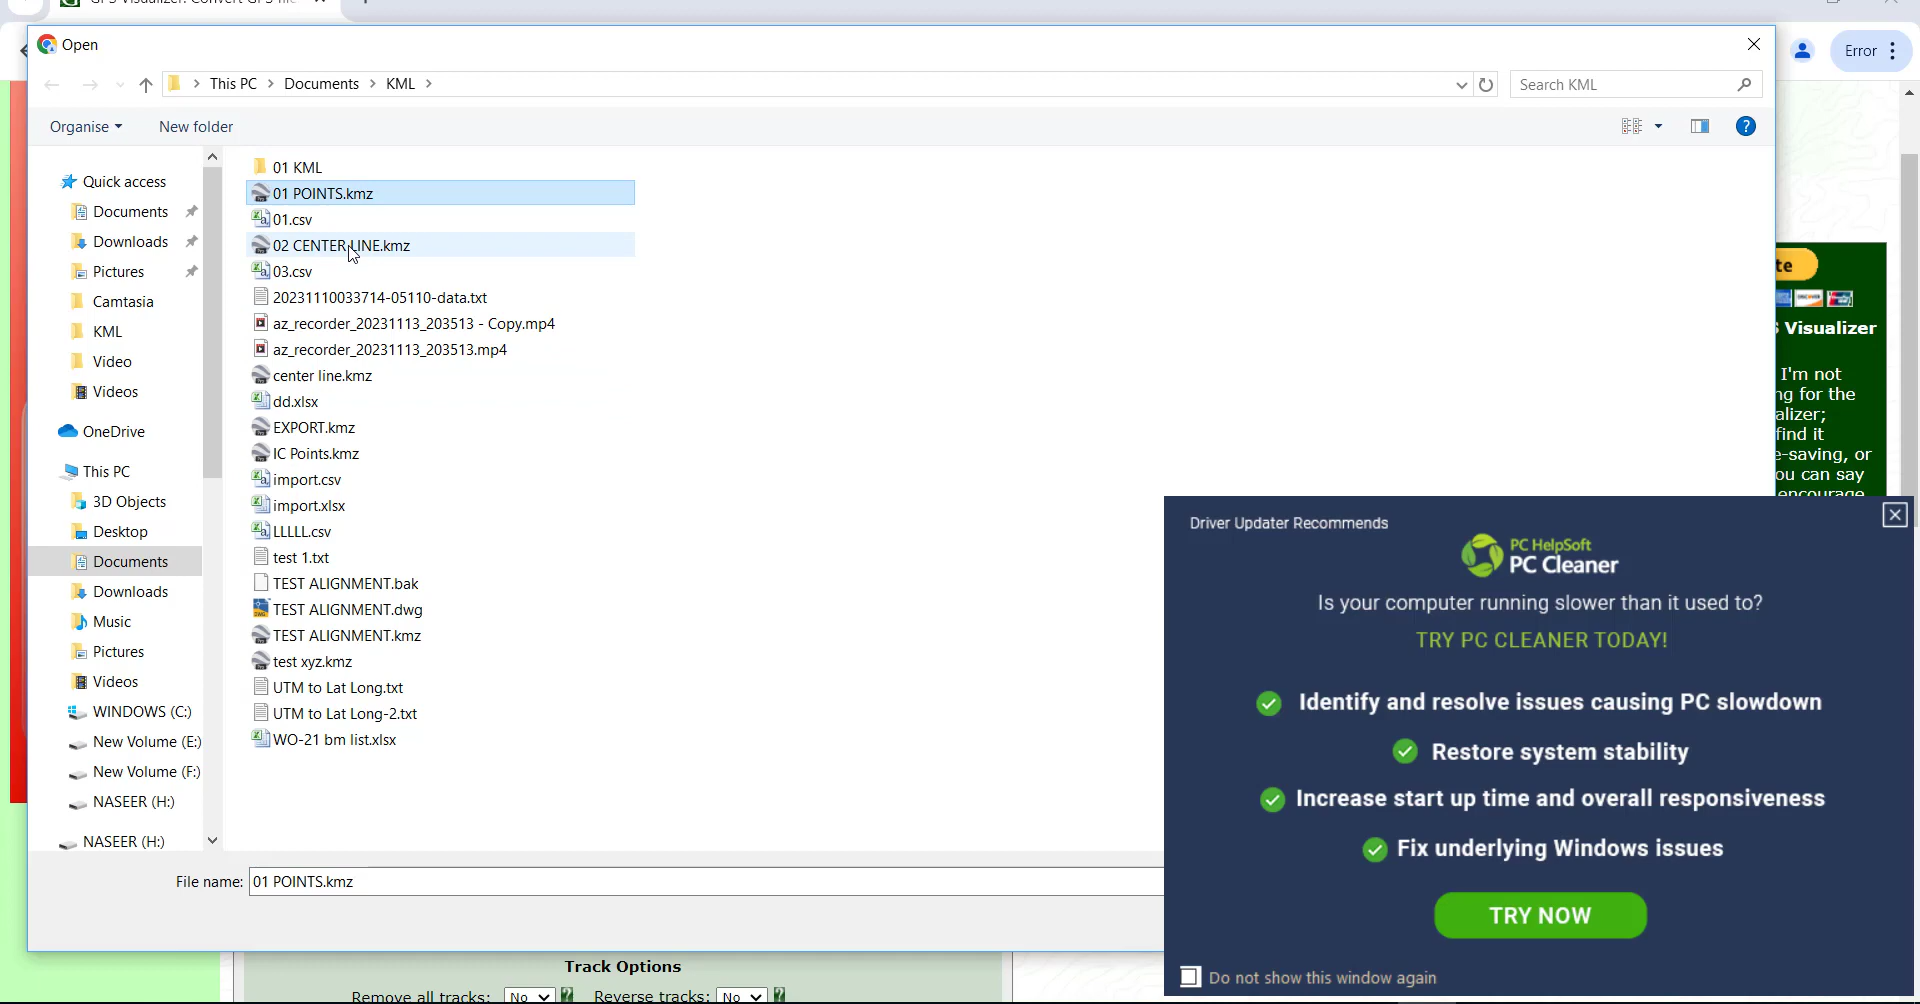 Open
Error
This PC > Documents > KML >
Search KML
Organise
New folder
Quick access
Documents
Downloads
Pictures
Camtasia
KML
Video
Videos
OneDrive
This PC
3D Objects
Desktop
Documents
Downloads
Music
Pictures
Videos
WINDOWS (C:)
New Volume (E:)
New Volume (F:)
NASEER (H:)
NASEER (H:)
01 KML
01 POINTS.kmz
01.csv
02 CENTER LINE.kmz
03.csv
20231110033714-05110-data.txt
az_recorder_20231113_203513 - Copy.mp4
az_recorder_20231113_203513.mp4
center line.kmz
dd.xlsx
EXPORT.kmz
IC Points.kmz
import.csv
import.xlsx
LLLLL.csv
test 1.txt
TEST ALIGNMENT.bak
TEST ALIGNMENT.dwg
TEST ALIGNMENT.kmz
test xyz.kmz
UTM to Lat Long.txt
UTM to Lat Long-2.txt
WO-21 bm list.xlsx
File name: 01 POINTS.kmz
Visualizer
I'm not
for the
find it
-saving, or
ou can say
encourage
Driver Updater Recommends
PC HelpSoft
PC Cleaner
Is your computer running slower than it used to?
TRY PC CLEANER TODAY!
Identify and resolve issues causing PC slowdown
Restore system stability
Increase start up time and overall responsiveness
Fix underlying Windows issues
TRY NOW
Do not show this window again
Track Options
Remove all tracks: No ? Reverse tracks: No ?